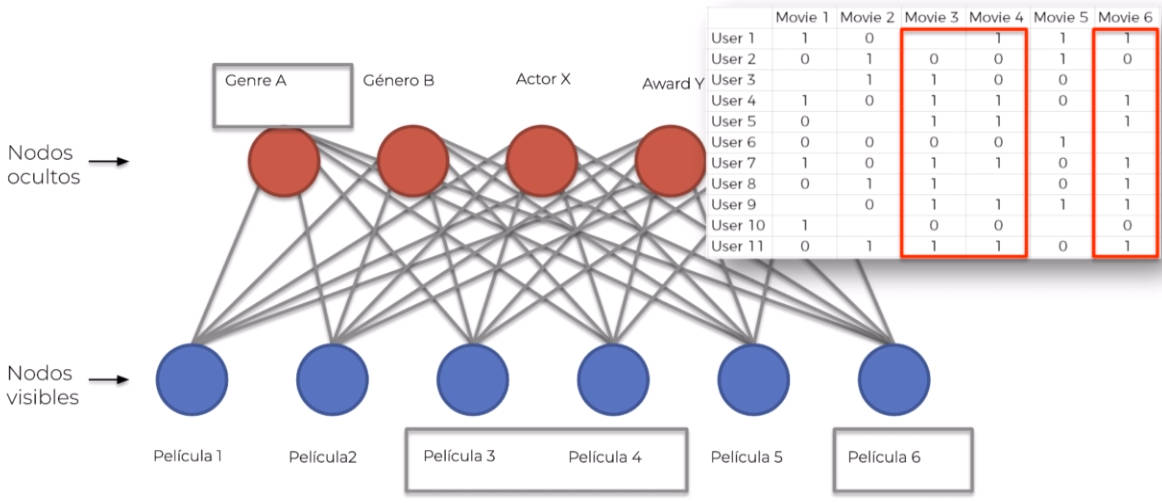 Movie 1 Movie 2 Movie 3 Movie 4 Movie 5 Movie 6
User 1 1 0 1 1 1
User 2 0 1 0 0 1 0
User 3 1 1 0 0
User 4 1 0 1 1 0 1
User 5 0 1 1 1
User 6 0 0 0 0 1
User 7 1 0 1 1 0 1
User 8 0 1 1 0 1
User 9 0 1 1 1 1
User 10 1 0 0 0
User 11 0 1 1 1 0 1
Genre A Género B Actor X Award Y
Nodos
ocultos
Nodos
visibles
Película 1 Película2 Película 3 Película 4 Película 5 Película 6